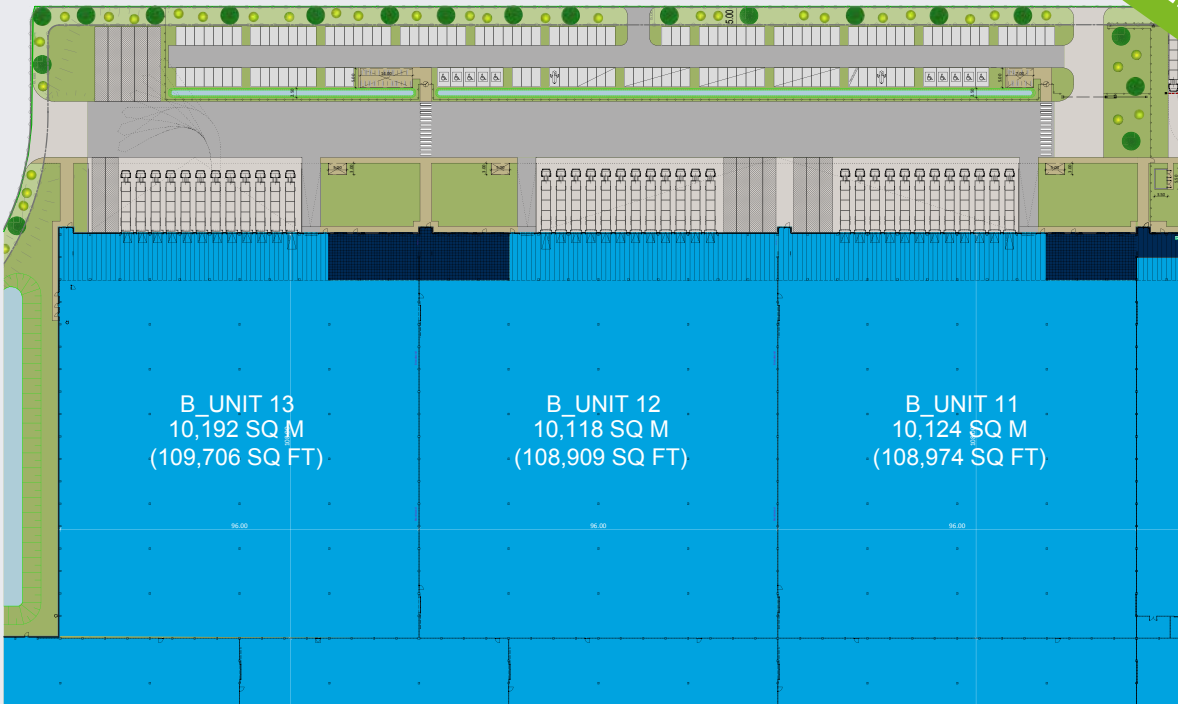 5.00
B_UNIT 13
10,192 SQ M
(109,706 SQ FT)
B_UNIT 12
10,118 SQ M
(108,909 SQ FT)
B_UNIT 11
10,124 SQ M
(108,974 SQ FT)
96.00
96.00
96.00